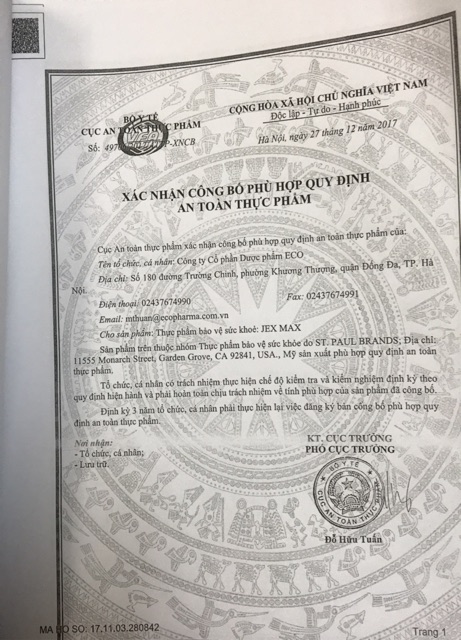 BỘ Y TẾ
CỤC AN TOÀN THỰC PHẨM
CỘNG HÒA XÃ HỘI CHỦ NGHĨA VIỆT NAM
Độc lập - Tự do - Hạnh phúc
Số: 497 P-XNCB
Hà Nội, ngày 27 tháng 12 năm 2017
XÁC NHẬN CÔNG BỐ PHÙ HỢP QUY ĐỊNH
AN TOÀN THỰC PHẨM
Cục An toàn thực phẩm xác nhận công bố phù hợp quy định an toàn thực phẩm của:
Tên tổ chức, cá nhân: Công ty Cổ phần Dược phẩm ECO
Địa chỉ: Số 180 đường Trường Chinh, phường Khương Thượng, quận Đống Đa, TP. Hà
Nội.
Điện thoại: 02437674990 Fax: 02437674991
Email: mthuan@ecopharma.com.vn
Cho sản phẩm: Thực phẩm bảo vệ sức khoẻ: JEX MAX
Sản phẩm trên thuộc nhóm Thực phẩm bảo vệ sức khỏe do ST. PAUL BRANDS; Địa chỉ:
11555 Monarch Street, Garden Grove, CA 92841, USA., Mỹ sản xuất phù hợp quy định an toàn
thực phẩm.
Tổ chức, cá nhân có trách nhiệm thực hiện chế độ kiểm tra và kiểm nghiệm định kỳ theo
quy định hiện hành và phải hoàn toàn chịu trách nhiệm về tính phù hợp của sản phẩm đã công bố.
Định kỳ 3 năm tổ chức, cá nhân phải thực hiện lại việc đăng ký bản công bố phù hợp quy
định an toàn thực phẩm.
Nơi nhận:
- Tổ chức, cá nhân;
- Lưu trữ.
KT. CỤC TRƯỞNG
PHÓ CỤC TRƯỞNG
BỘ Y TẾ
CỤC AN TOÀN THỰC
Đỗ Hữu Tuấn
MA HO SO: 17.11.03.280842
Trang 1